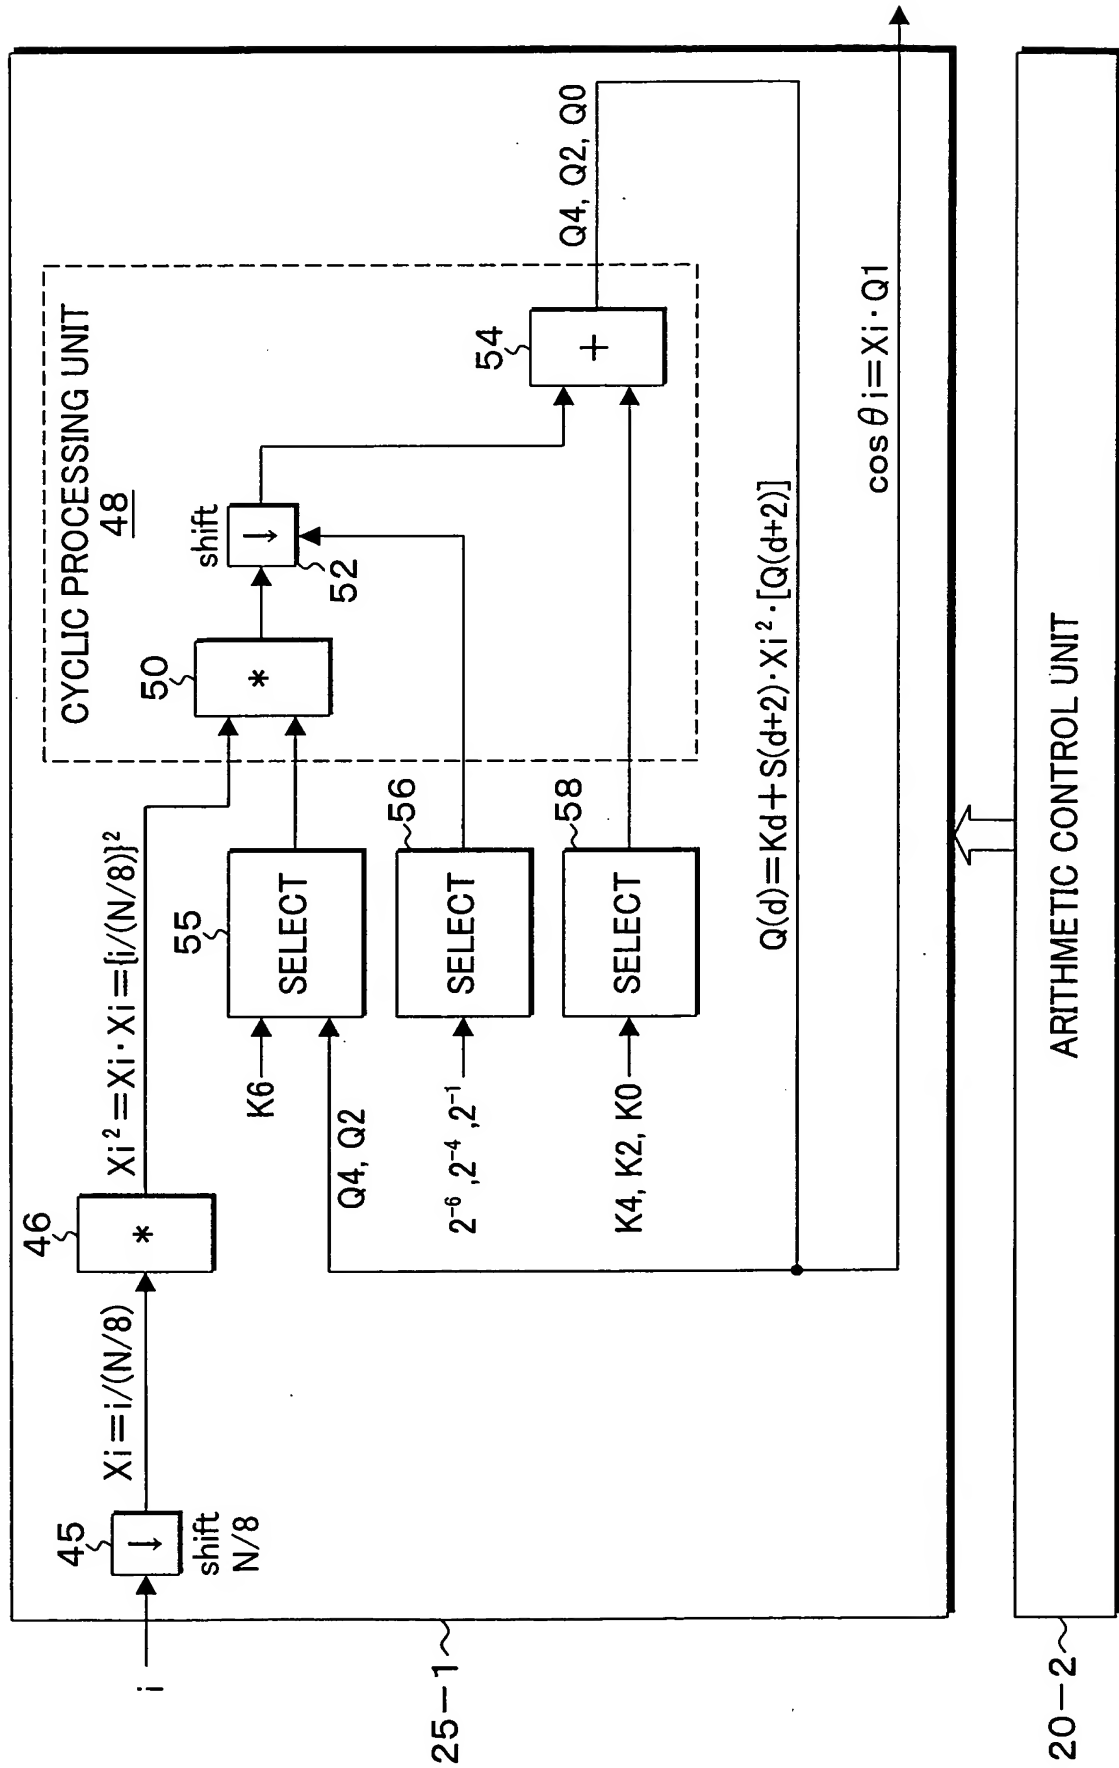 i
45
shift
N/8
Xi=i/(N/8)
46
*
Xi²=Xi·Xi={i/(N/8)}²
CYCLIC PROCESSING UNIT
48
50
*
shift
52
54
+
Q4, Q2, Q0
K6
Q4, Q2
55
SELECT
2⁻⁶, 2⁻⁴, 2⁻¹
56
SELECT
K4, K2, K0
58
SELECT
Q(d)=Kd+S(d+2)·Xi²·[Q(d+2)]
cosθi=Xi·Q1
25-1
ARITHMETIC CONTROL UNIT
20-2